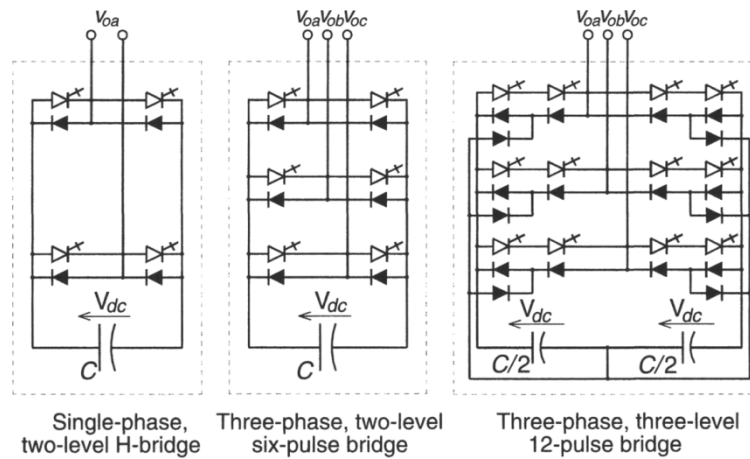 Voa
Voa Vob Voc
Voa Vob Voc
Vdc
C
Vdc
C
Vdc
C/2
Vdc
C/2
Single-phase,
two-level H-bridge
Three-phase, two-level
six-pulse bridge
Three-phase, three-level
12-pulse bridge